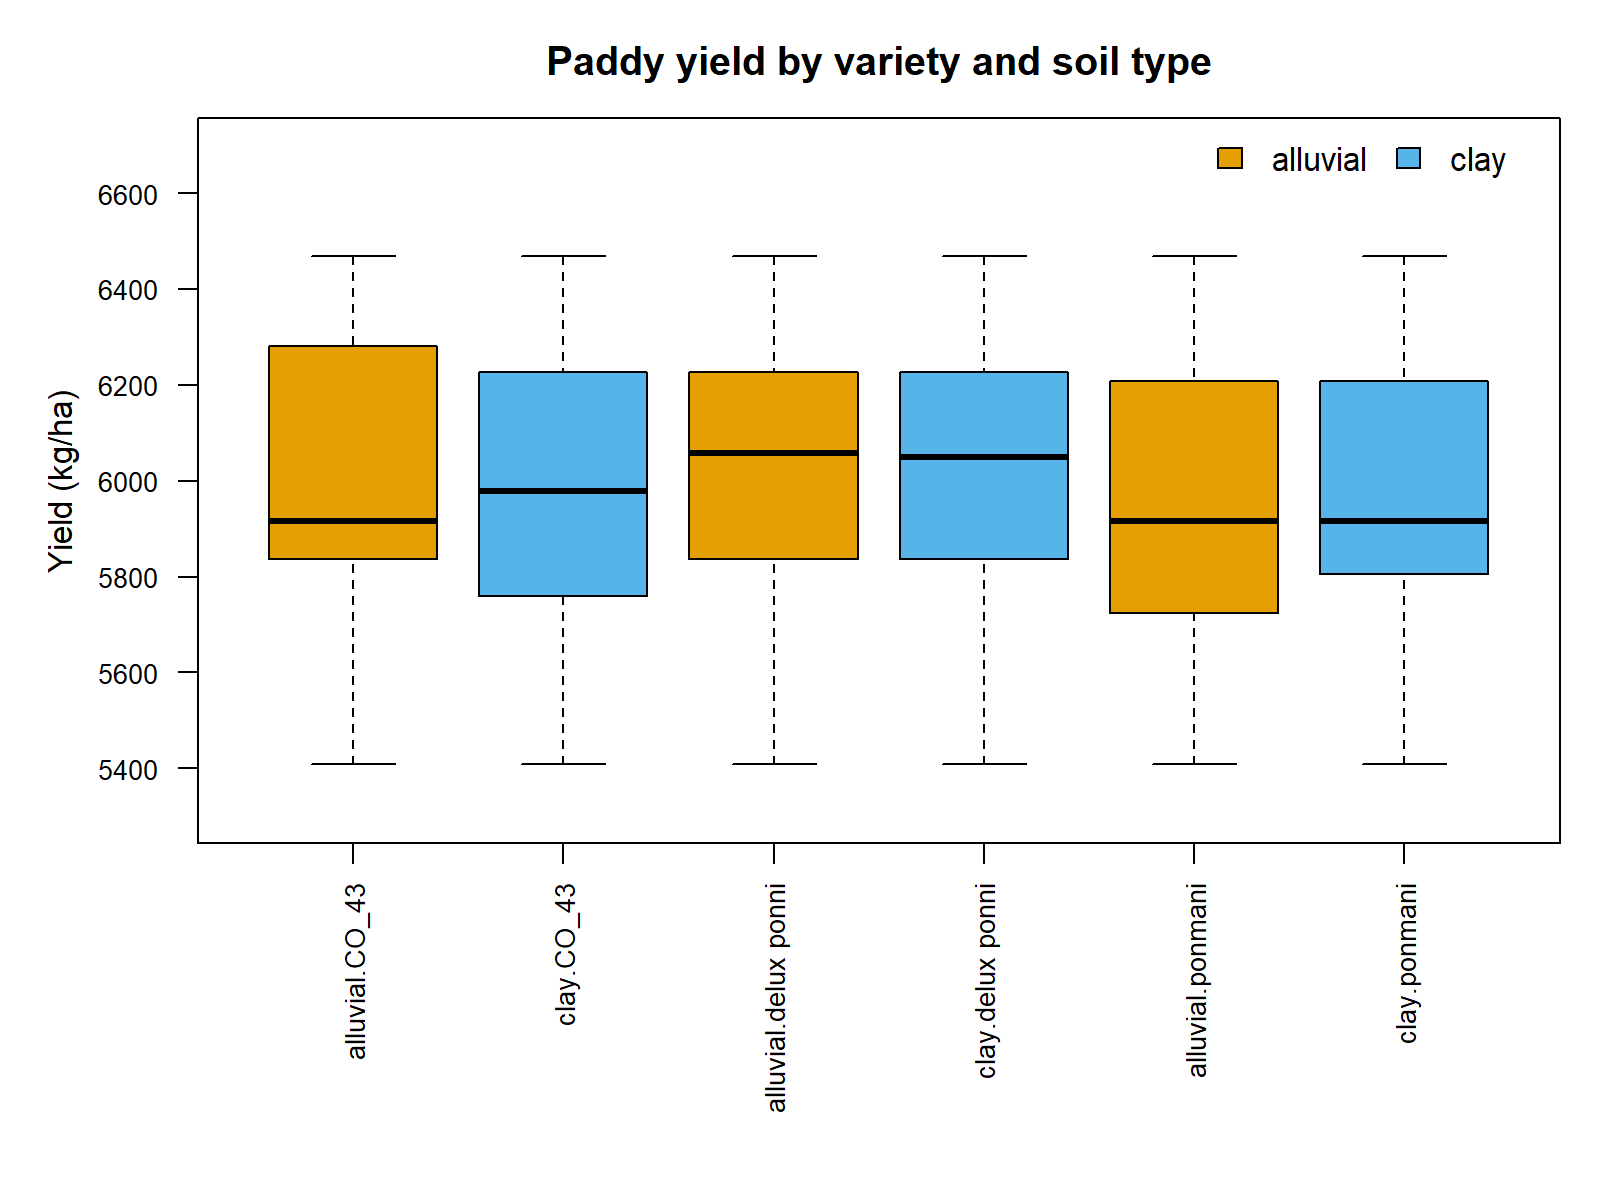 Paddy yield by variety and soil type
alluvial
clay
Yield (kg/ha)
6600
6400
6200
6000
5800
5600
5400
alluvial.CO_43
clay.CO_43
alluvial.delux ponni
clay.delux ponni
alluvial.ponmani
clay.ponmani